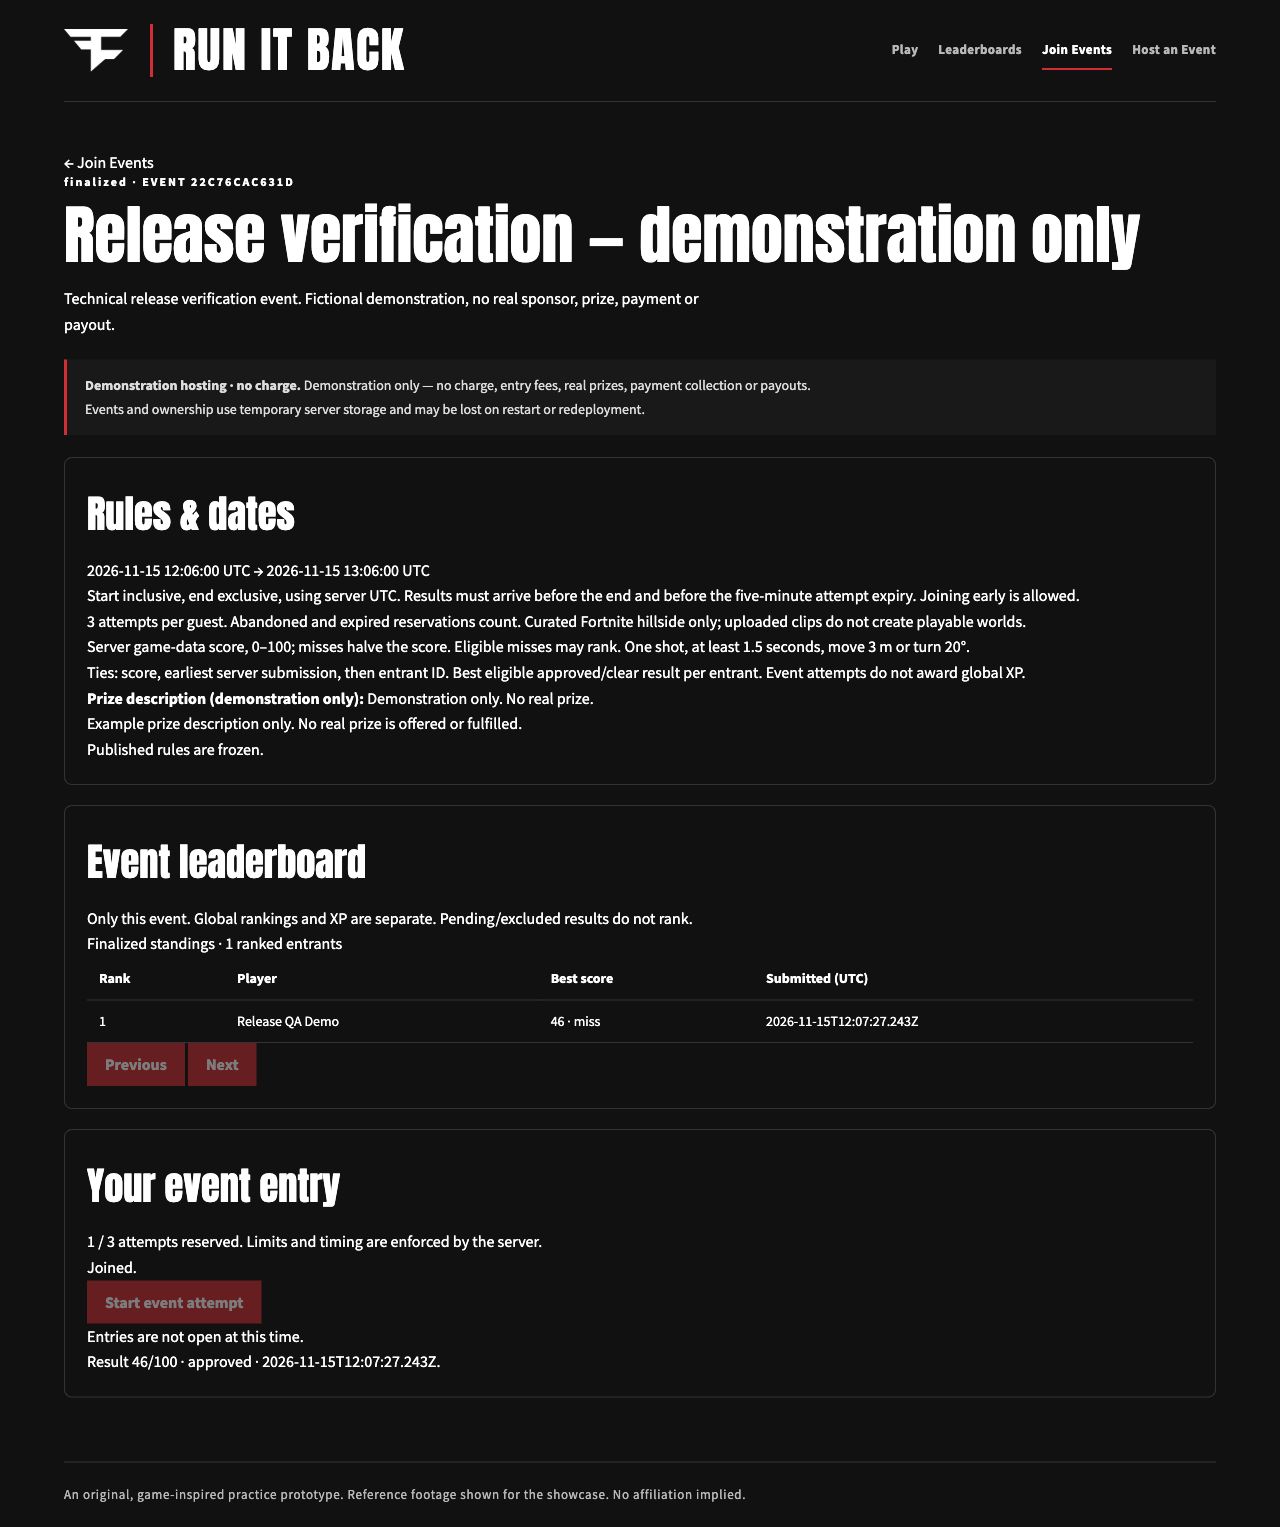 RUN IT BACK
Play Leaderboards Join Events Host an Event
← Join Events
finalized · EVENT 22C76CAC631D
Release verification — demonstration only
Technical release verification event. Fictional demonstration, no real sponsor, prize, payment or
payout.
Demonstration hosting · no charge. Demonstration only — no charge, entry fees, real prizes, payment collection or payouts.
Events and ownership use temporary server storage and may be lost on restart or redeployment.
Rules & dates
2026-11-15 12:06:00 UTC → 2026-11-15 13:06:00 UTC
Start inclusive, end exclusive, using server UTC. Results must arrive before the end and before the five-minute attempt expiry. Joining early is allowed.
3 attempts per guest. Abandoned and expired reservations count. Curated Fortnite hillside only; uploaded clips do not create playable worlds.
Server game-data score, 0–100; misses halve the score. Eligible misses may rank. One shot, at least 1.5 seconds, move 3 m or turn 20°.
Ties: score, earliest server submission, then entrant ID. Best eligible approved/clear result per entrant. Event attempts do not award global XP.
Prize description (demonstration only): Demonstration only. No real prize.
Example prize description only. No real prize is offered or fulfilled.
Published rules are frozen.
Event leaderboard
Only this event. Global rankings and XP are separate. Pending/excluded results do not rank.
Finalized standings · 1 ranked entrants
Rank Player Best score Submitted (UTC)
1 Release QA Demo 46 · miss 2026-11-15T12:07:27.243Z
Previous Next
Your event entry
1 / 3 attempts reserved. Limits and timing are enforced by the server.
Joined.
Start event attempt
Entries are not open at this time.
Result 46/100 · approved · 2026-11-15T12:07:27.243Z.
An original, game-inspired practice prototype. Reference footage shown for the showcase. No affiliation implied.